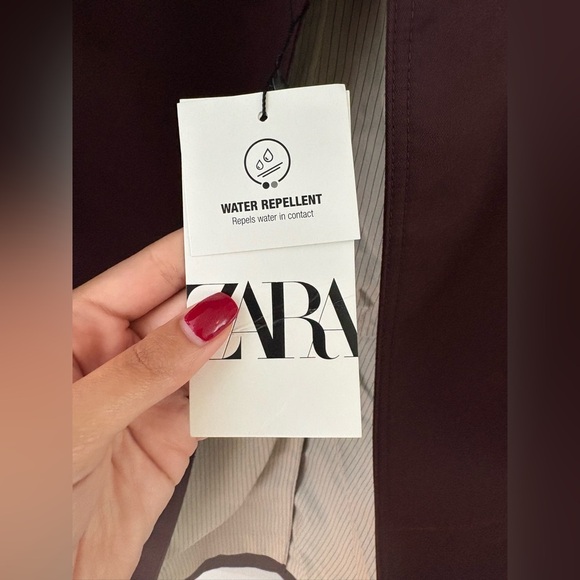 WATER REPELLENT
Repels water in contact
ZARA